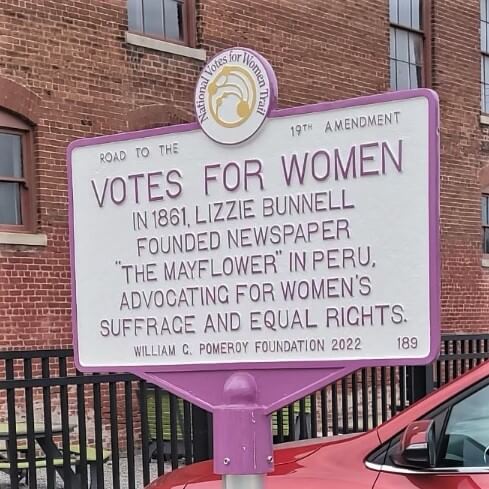 National Votes for Women Trail
ROAD TO THE 19TH AMENDMENT
VOTES FOR WOMEN
IN 1861, LIZZIE BUNNELL
FOUNDED NEWSPAPER
"THE MAYFLOWER" IN PERU,
ADVOCATING FOR WOMEN'S
SUFFRAGE AND EQUAL RIGHTS.
WILLIAM G. POMEROY FOUNDATION 2022 189